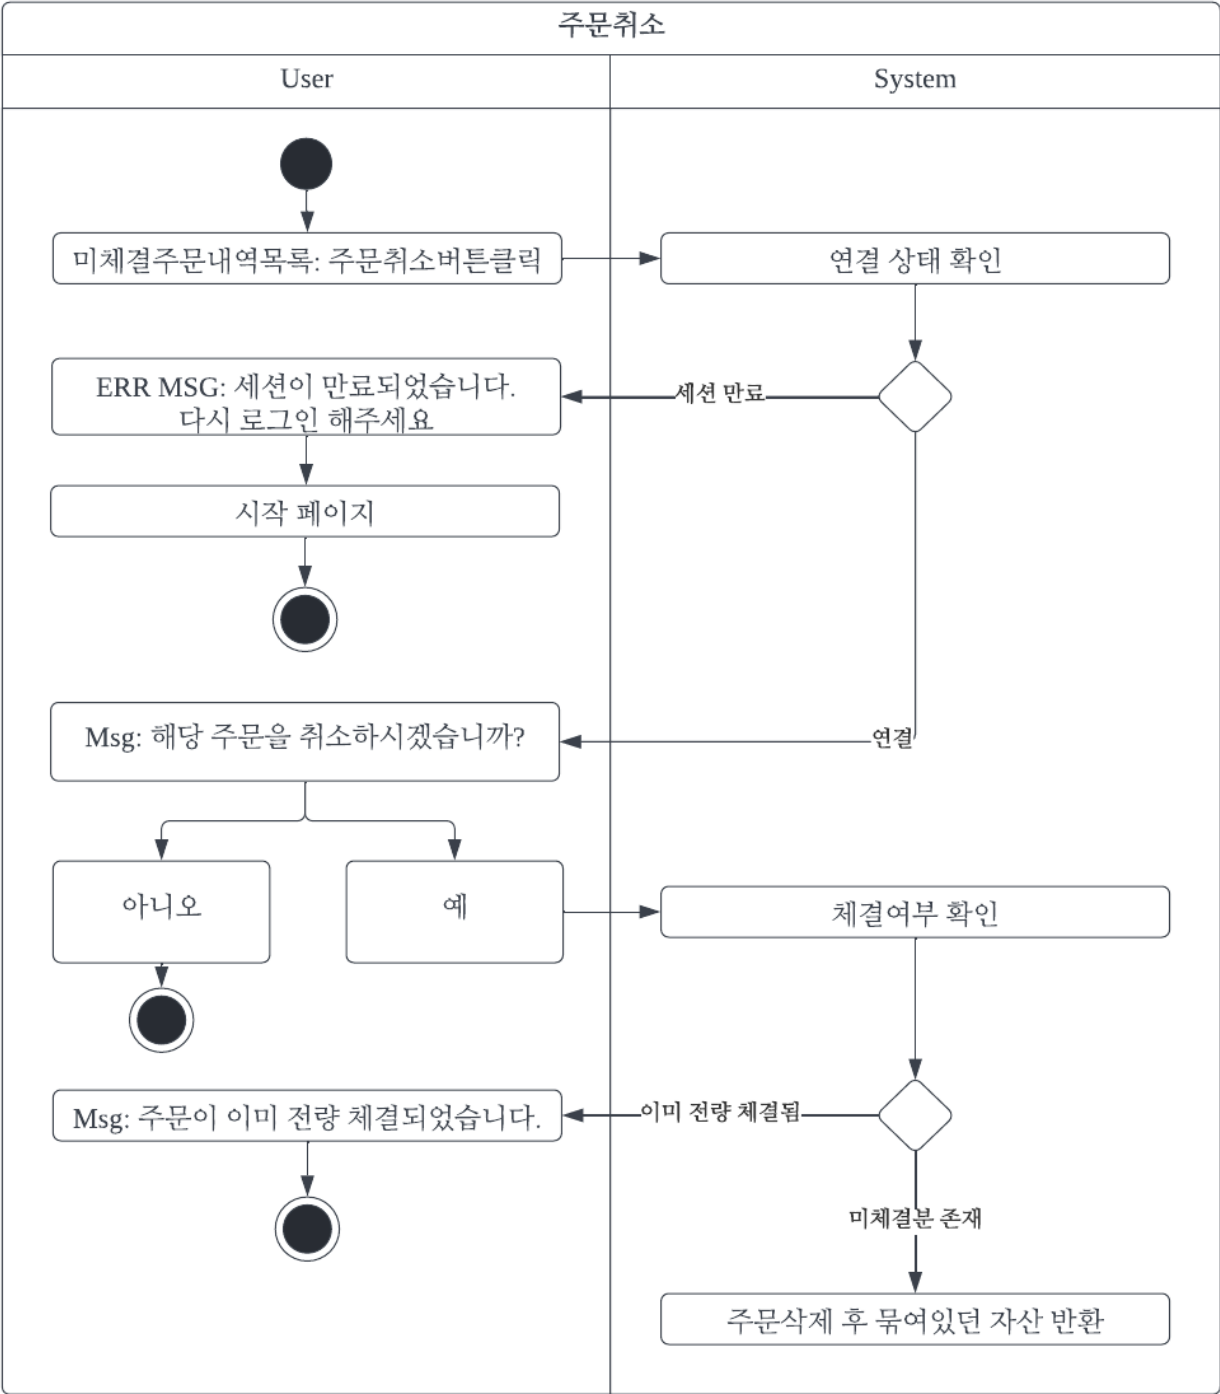 주문취소
User
System
미체결주문내역목록: 주문취소버튼클릭
연결 상태 확인
ERR MSG: 세션이 만료되었습니다.
다시 로그인 해주세요
세션 만료
시작 페이지
Msg: 해당 주문을 취소하시겠습니까?
연결
아니오
예
체결여부 확인
Msg: 주문이 이미 전량 체결되었습니다.
이미 전량 체결됨
미체결분 존재
주문삭제 후 묶여있던 자산 반환